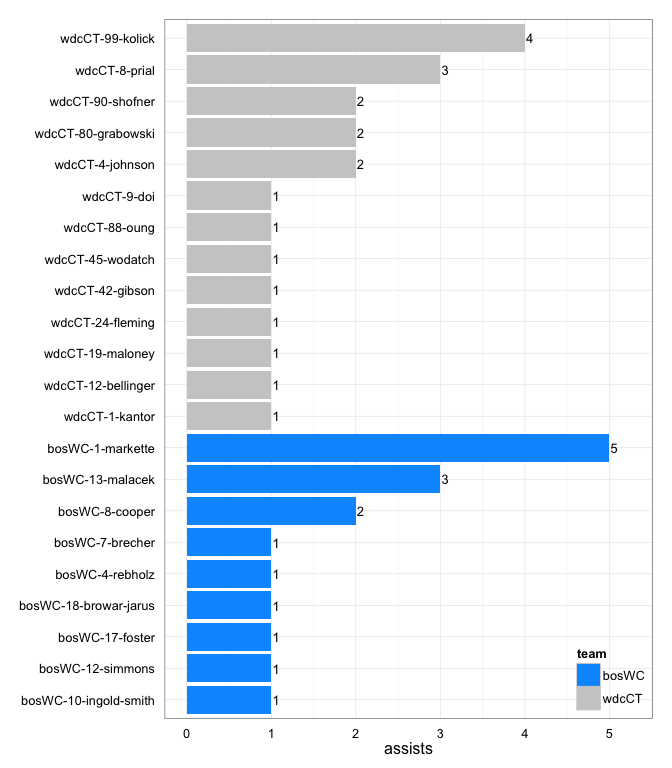 wdcCT-99-kolick 4
wdcCT-8-prial 3
wdcCT-90-shofner 2
wdcCT-80-grabowski 2
wdcCT-4-johnson 2
wdcCT-9-doi 1
wdcCT-88-oung 1
wdcCT-45-wodatch 1
wdcCT-42-gibson 1
wdcCT-24-fleming 1
wdcCT-19-maloney 1
wdcCT-12-bellinger 1
wdcCT-1-kantor 1
bosWC-1-markette 5
bosWC-13-malacek 3
bosWC-8-cooper 2
bosWC-7-brecher 1
bosWC-4-rebholz 1
bosWC-18-browar-jarus 1
bosWC-17-foster 1
bosWC-12-simmons 1
bosWC-10-ingold-smith 1
team
bosWC
wdcCT
0 1 2 3 4 5
assists